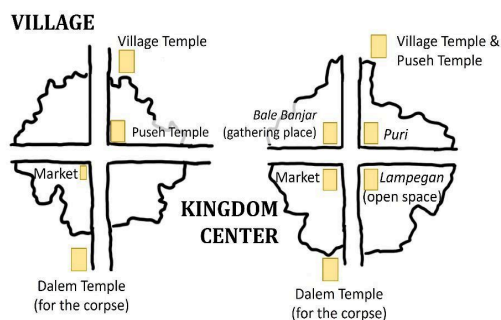 VILLAGE
Village Temple
Puseh Temple
Market
Dalem Temple
(for the corpse)
KINGDOM
CENTER
Village Temple &
Puseh Temple
Bale Banjar
(gathering place)
Puri
Market
Lampegan
(open space)
Dalem Temple
(for the corpse)